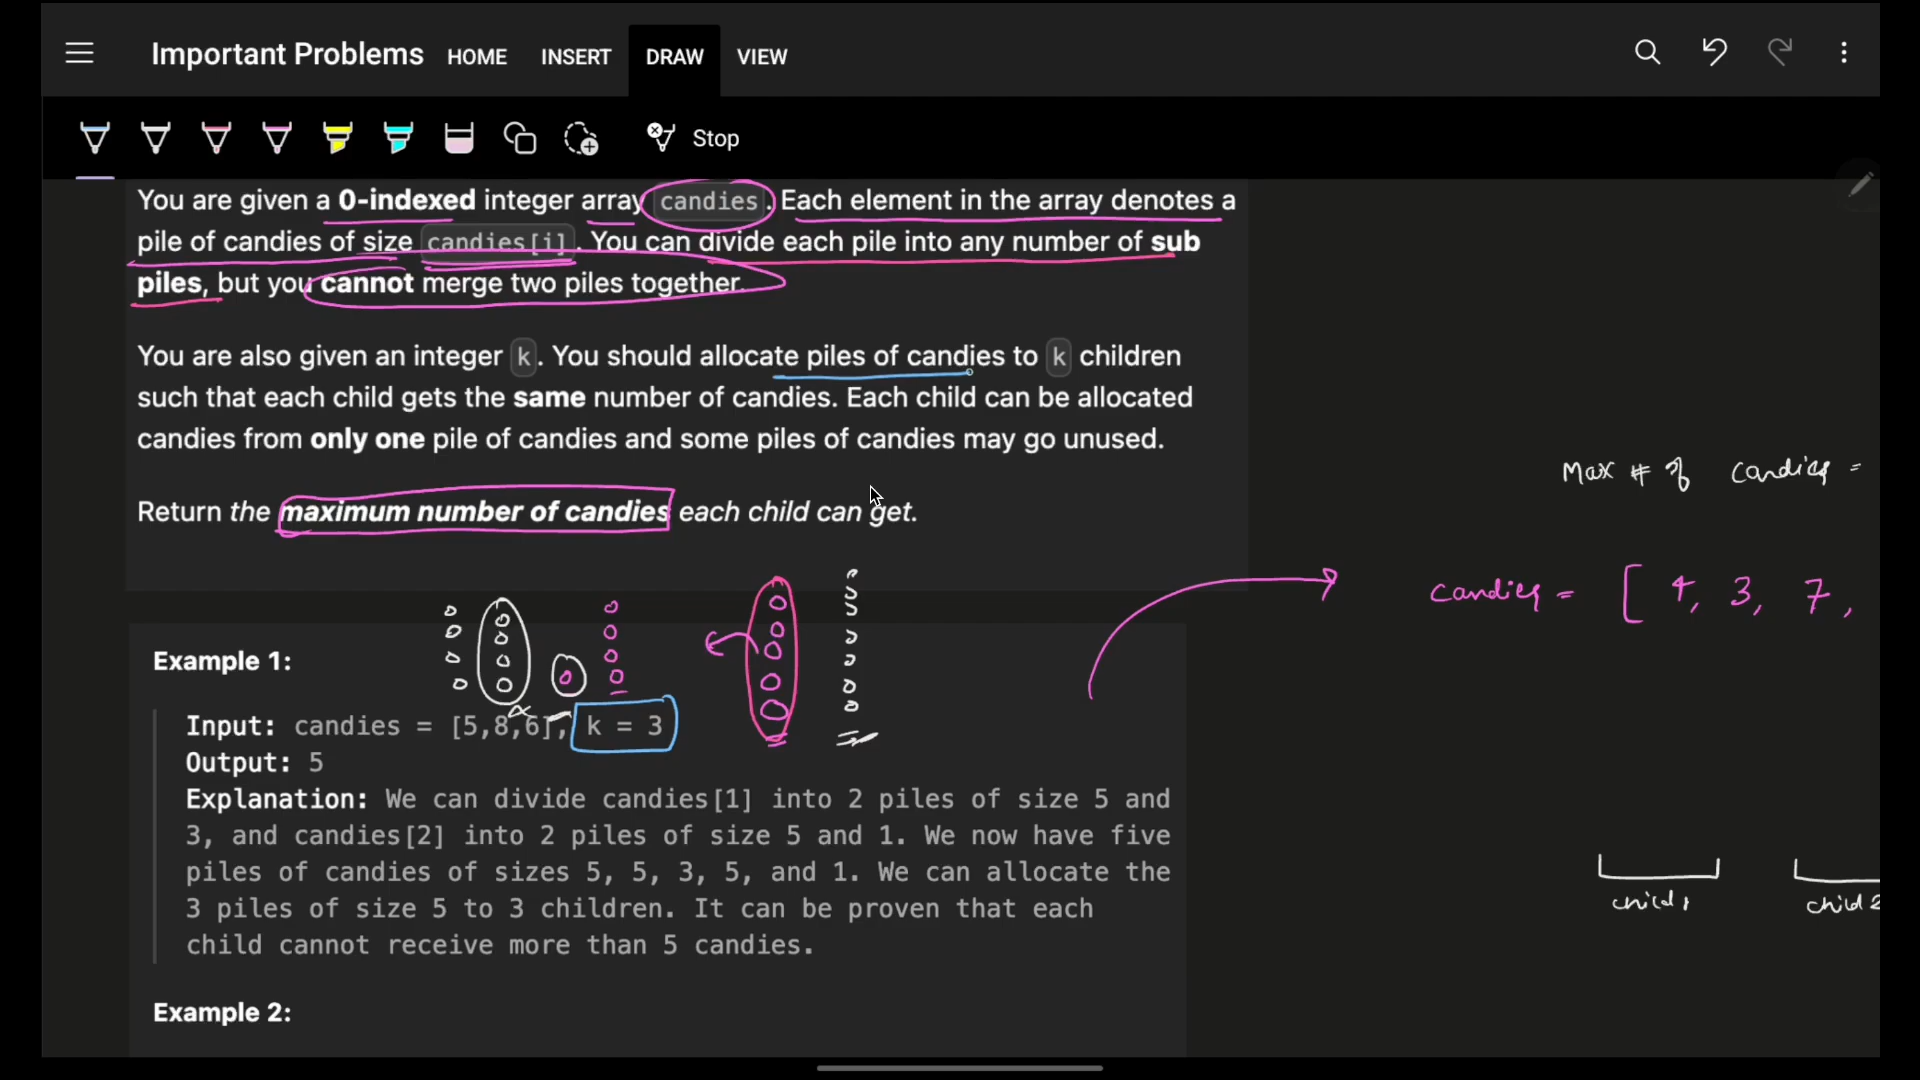 Important Problems HOME INSERT DRAW VIEW
Stop
You are given a 0-indexed integer array candies. Each element in the array denotes a
pile of candies of size candies[i]. You can divide each pile into any number of sub
piles, but you cannot merge two piles together.
You are also given an integer k. You should allocate piles of candies to k children
such that each child gets the same number of candies. Each child can be allocated
candies from only one pile of candies and some piles of candies may go unused.
Max # of Candies =
Return the maximum number of candies each child can get.
Candies = [ 4, 3, 7,
Example 1:
Input: candies = [5,8,6], k = 3
Output: 5
Explanation: We can divide candies[1] into 2 piles of size 5 and
3, and candies[2] into 2 piles of size 5 and 1. We now have five
piles of candies of sizes 5, 5, 3, 5, and 1. We can allocate the
3 piles of size 5 to 3 children. It can be proven that each
child cannot receive more than 5 candies.
child 1 child 2
Example 2: